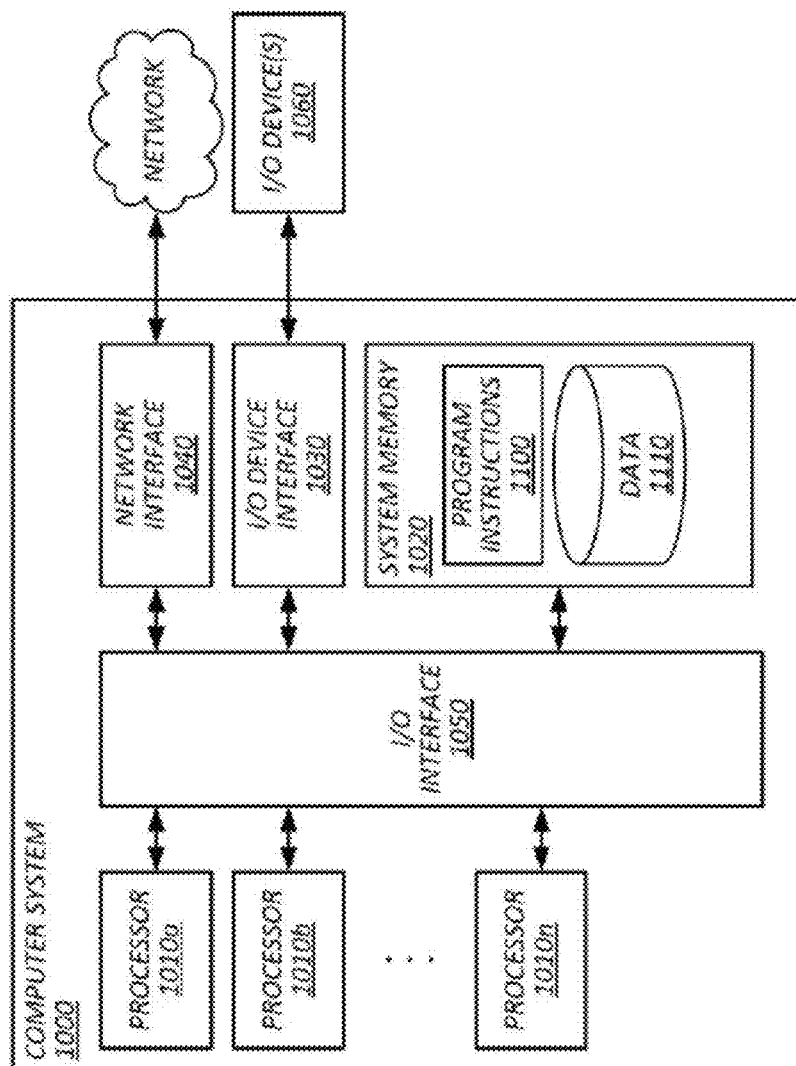 COMPUTER SYSTEM
1000
PROCESSOR
1010a
PROCESSOR
1010b
PROCESSOR
1010n
I/O
INTERFACE
1050
NETWORK
INTERFACE
1040
I/O DEVICE
INTERFACE
1030
SYSTEM MEMORY
1020
PROGRAM
INSTRUCTIONS
1100
DATA
1110
NETWORK
I/O DEVICE(S)
1060